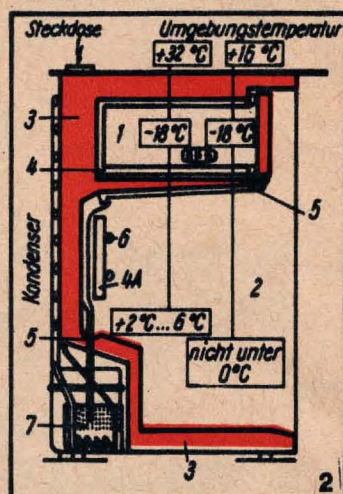 Steckdose Umgebungstemperatur
+32 °C +16 °C
3
1 -18 °C -18 °C
4
5
Kondenser
6
4A
2
+2 °C... 6 °C
5
nicht unter
0°C
7
3
2